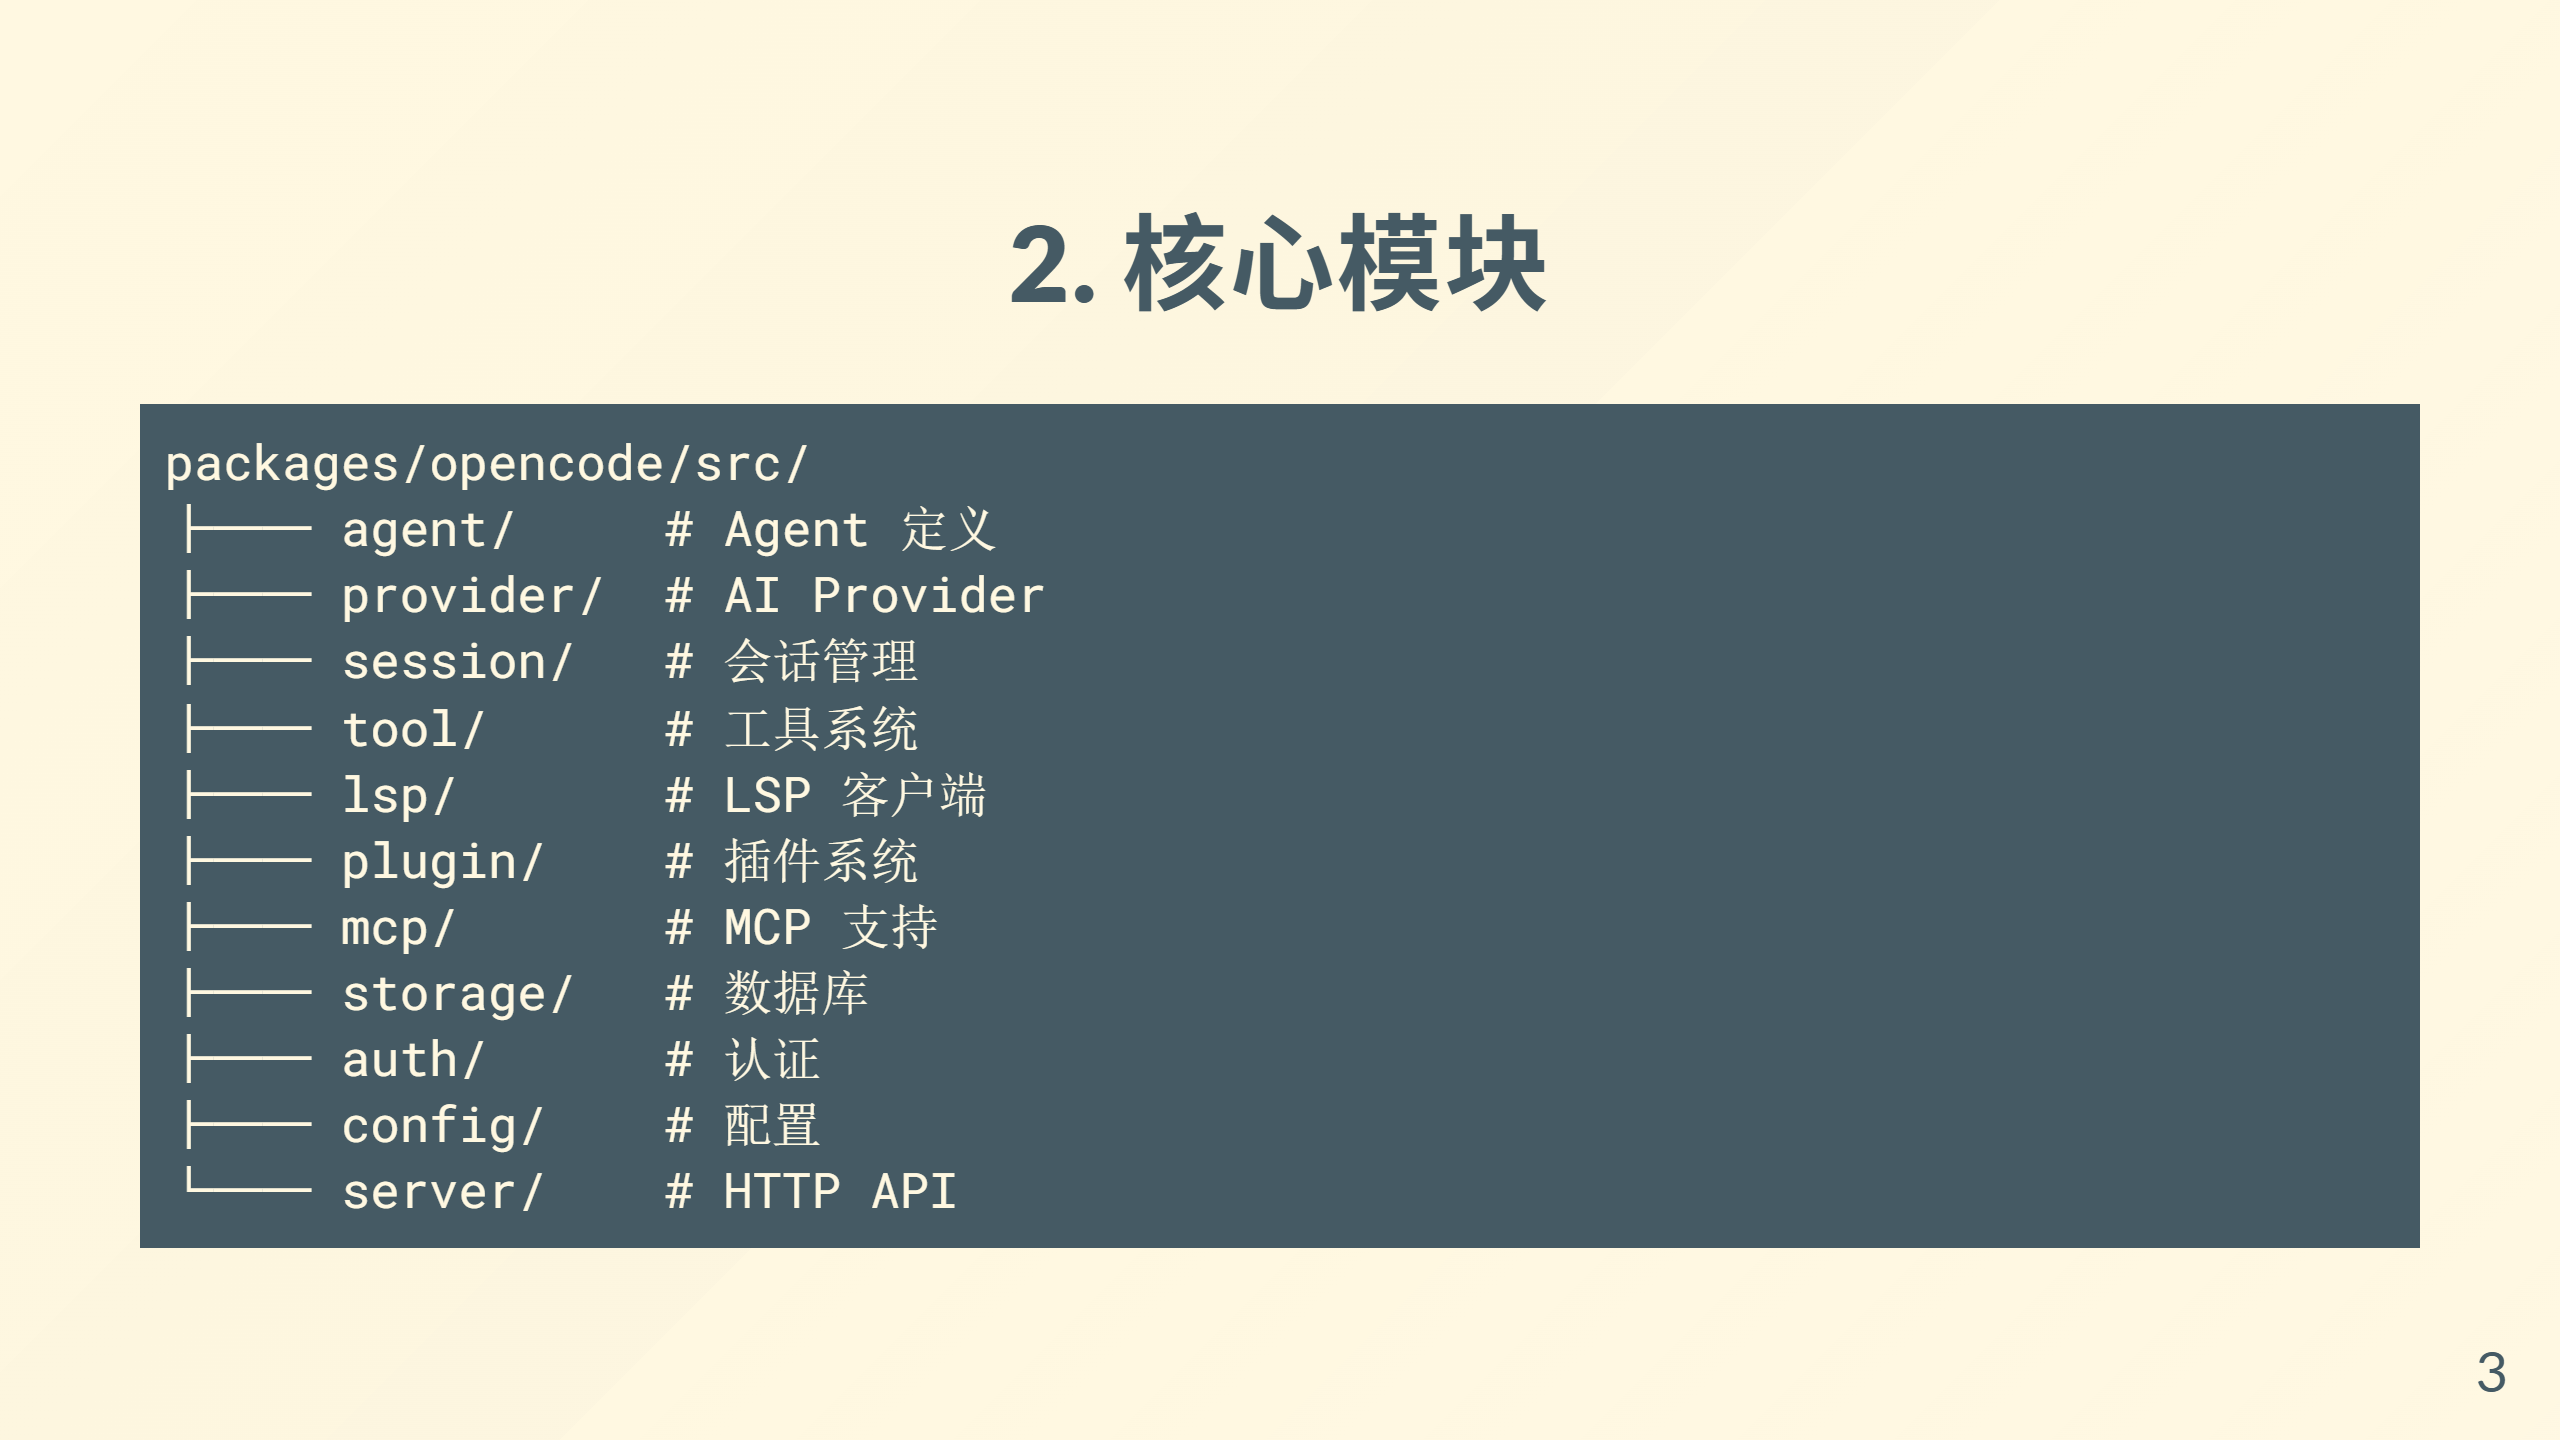 2. 核心模块
packages/opencode/src/
├── agent/     # Agent 定义
├── provider/  # AI Provider
├── session/   # 会话管理
├── tool/      # 工具系统
├── lsp/       # LSP 客户端
├── plugin/    # 插件系统
├── mcp/       # MCP 支持
├── storage/   # 数据库
├── auth/      # 认证
├── config/    # 配置
└── server/    # HTTP API
3